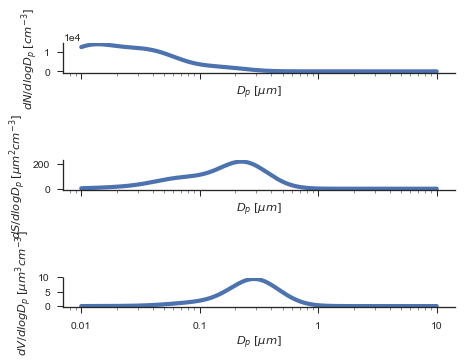 1e4
dN/dlogDp [cm−3]
1
0
Dp [μm]
dS/dlogDp [μm2cm−3]
200
0
Dp [μm]
dV/dlogDp [μm3cm−3]
10
5
0
0.01 0.1 1 10
Dp [μm]